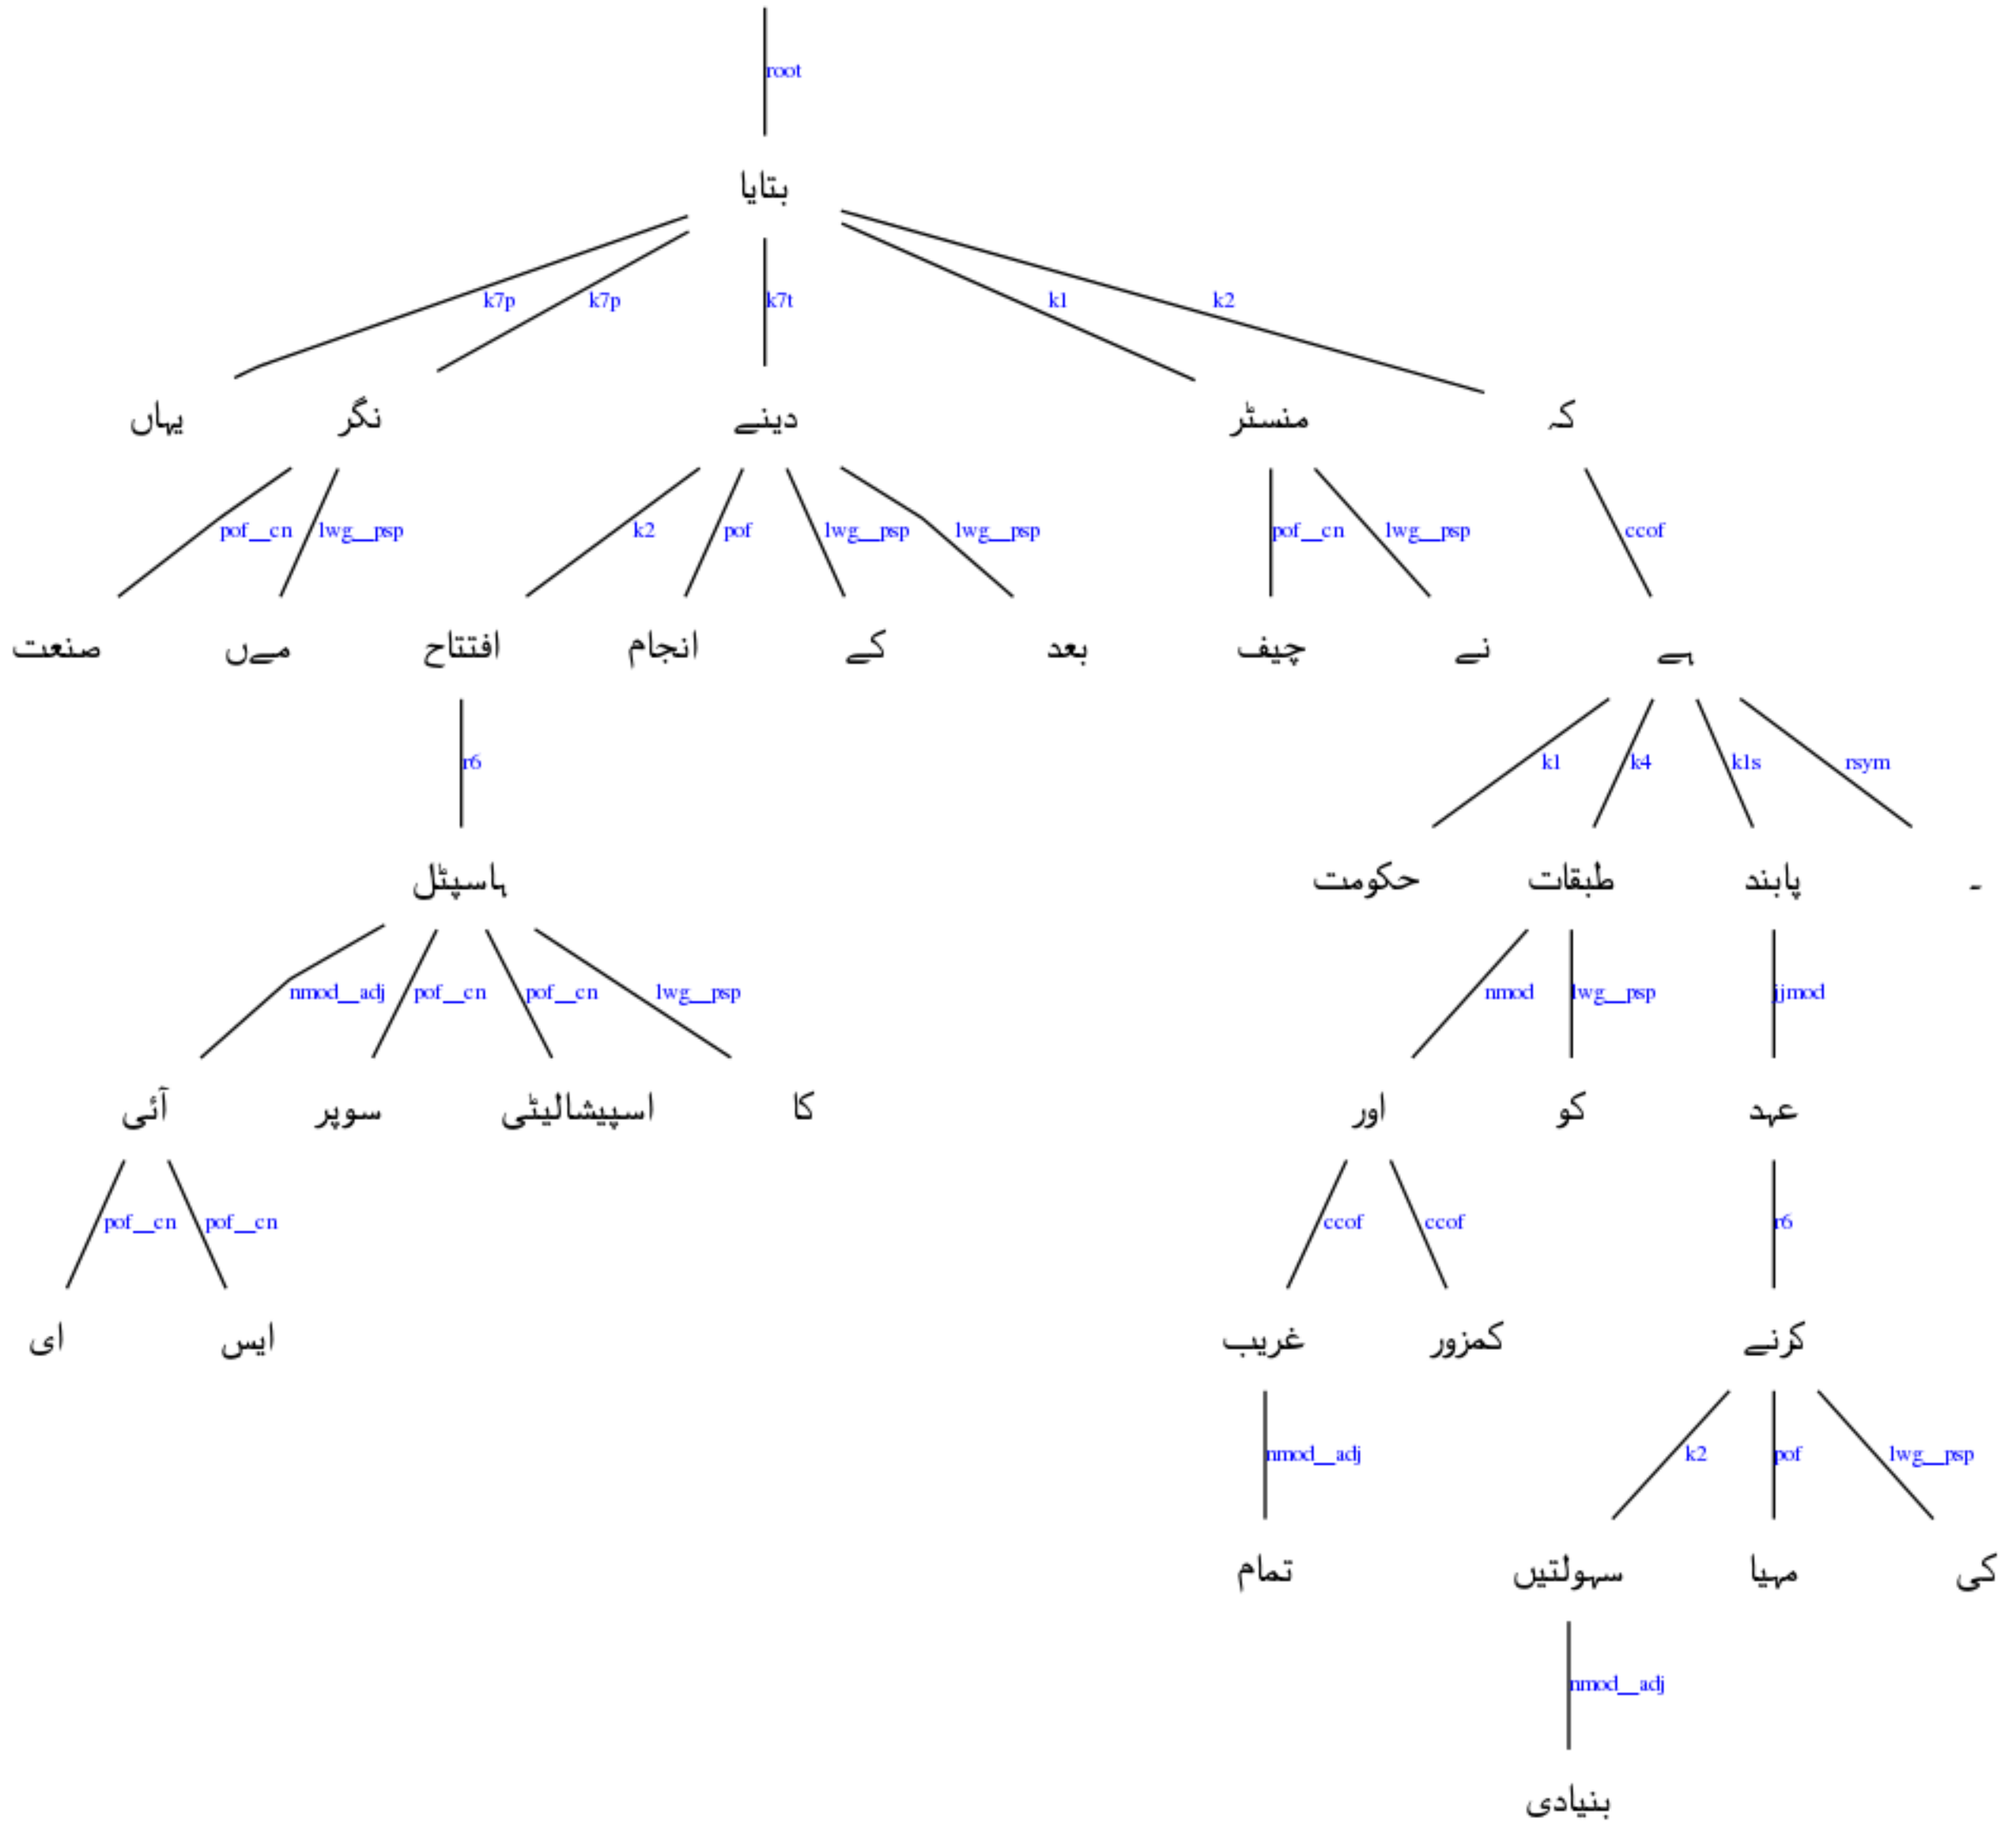 root
بتایا
k7p k7p k7t k1 k2
یہاں نگر دینے منسٹر کہ
pof__cn lwg__psp k2 pof lwg__psp lwg__psp pof__cn lwg__psp ccof
صنعت مےں افتتاح انجام کے بعد چیف نے ہے
r6 k1 k4 k1s rsym
ہاسپٹل حکومت طبقات پابند ۔
nmod__adj pof__cn pof__cn lwg__psp nmod lwg__psp jjmod
آئی سوپر اسپیشالیٹی کا اور کو عہد
pof__cn pof__cn ccof ccof r6
ای ایس غریب کمزور کرنے
nmod__adj k2 pof lwg__psp
تمام سہولتیں مہیا کی
nmod__adj
بنیادی